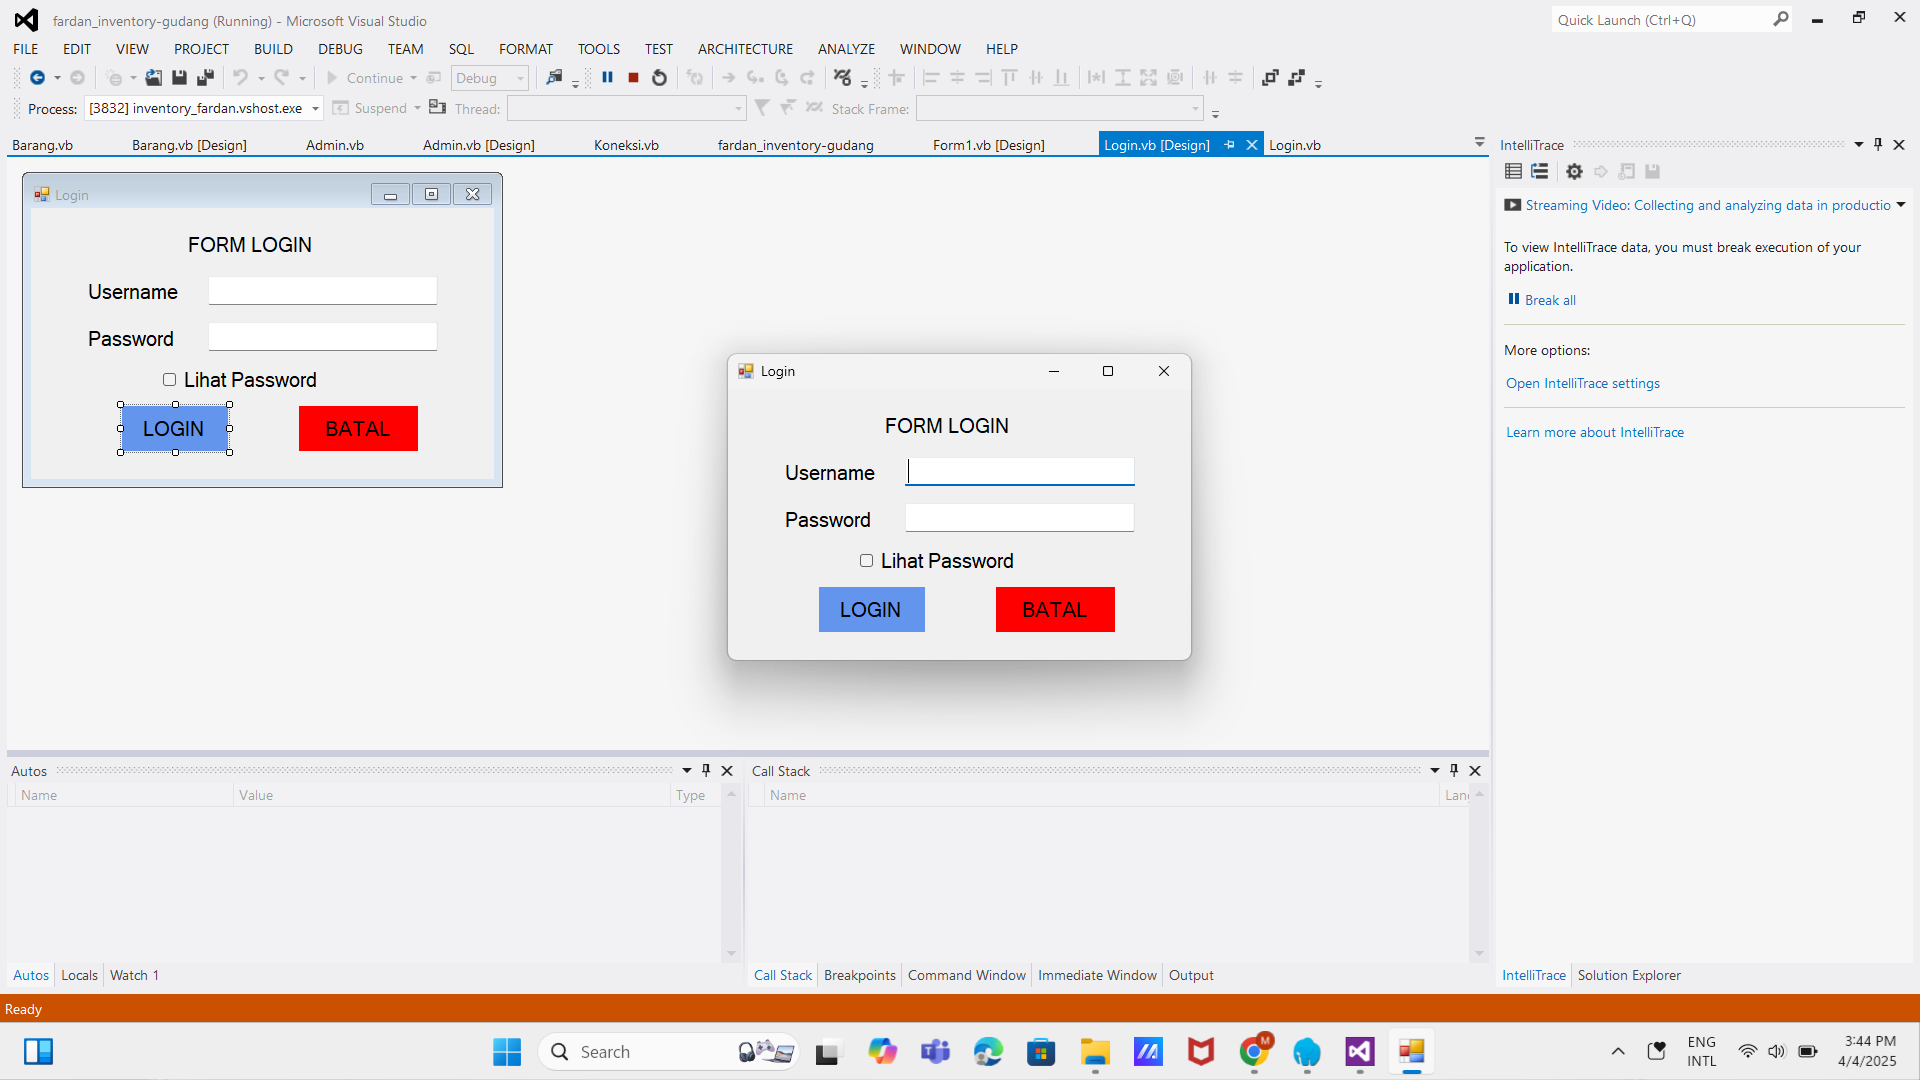 fardan_inventory-gudang (Running) - Microsoft Visual Studio
Quick Launch (Ctrl+Q)
FILE EDIT VIEW PROJECT BUILD DEBUG TEAM SQL FORMAT TOOLS TEST ARCHITECTURE ANALYZE WINDOW HELP
Continue Debug
Process: [3832] inventory_fardan.vshost.exe Suspend Thread: Stack Frame:
Barang.vb Barang.vb [Design] Admin.vb Admin.vb [Design] Koneksi.vb fardan_inventory-gudang Form1.vb [Design] Login.vb [Design] Login.vb
Login
FORM LOGIN
Username
Password
Lihat Password
LOGIN BATAL
Login
FORM LOGIN
Username
Password
Lihat Password
LOGIN BATAL
IntelliTrace
Streaming Video: Collecting and analyzing data in productio
To view IntelliTrace data, you must break execution of your
application.
Break all
More options:
Open IntelliTrace settings
Learn more about IntelliTrace
Autos
Name Value Type
Autos Locals Watch 1
Call Stack
Name Lang
Call Stack Breakpoints Command Window Immediate Window Output
IntelliTrace Solution Explorer
Ready
Search
M
ENG
INTL
3:44 PM
4/4/2025